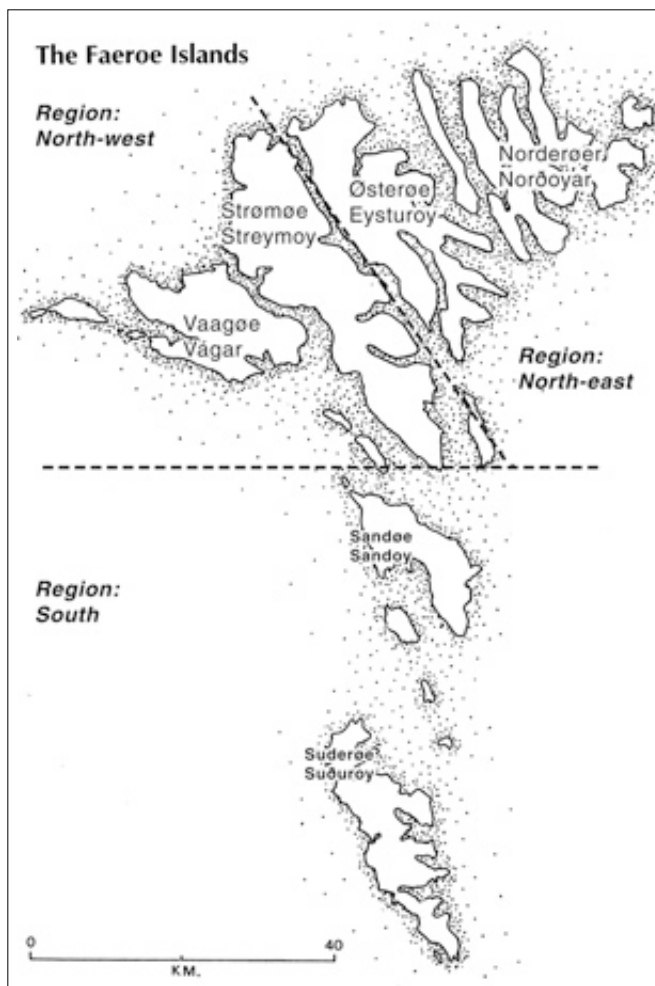 The Faeroe Islands
Region:
North-west
Norderøer
Norðoyar
Østerøe
Eysturoy
Strømøe
Streymoy
Vaagøe
Vágar
Region:
North-east
Sandøe
Sandoy
Region:
South
Suderøe
Suðuroy
0
40
KM.